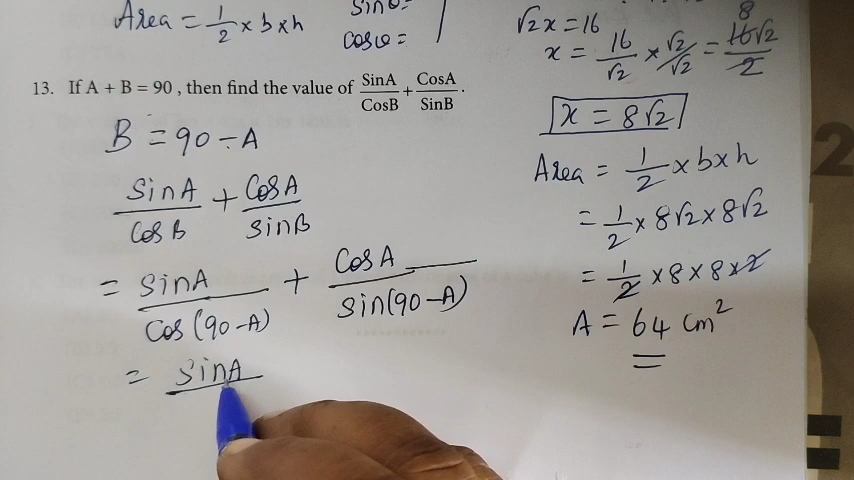 Area = 1/2 × b × h
sinθ=
cosθ =
√2x = 16
x = 16/√2 × √2/√2 = 16√2/2
8
x = 8√2
13. If A + B = 90 , then find the value of SinA/CosB + CosA/SinB .
B = 90 - A
SinA/CosB + CosA/sinB
= SinA/Cos(90-A) + CosA/sin(90-A)
= SinA
Area = 1/2 × b × h
= 1/2 × 8√2 × 8√2
= 1/2 × 8 × 8 × 2
A = 64 cm²
2